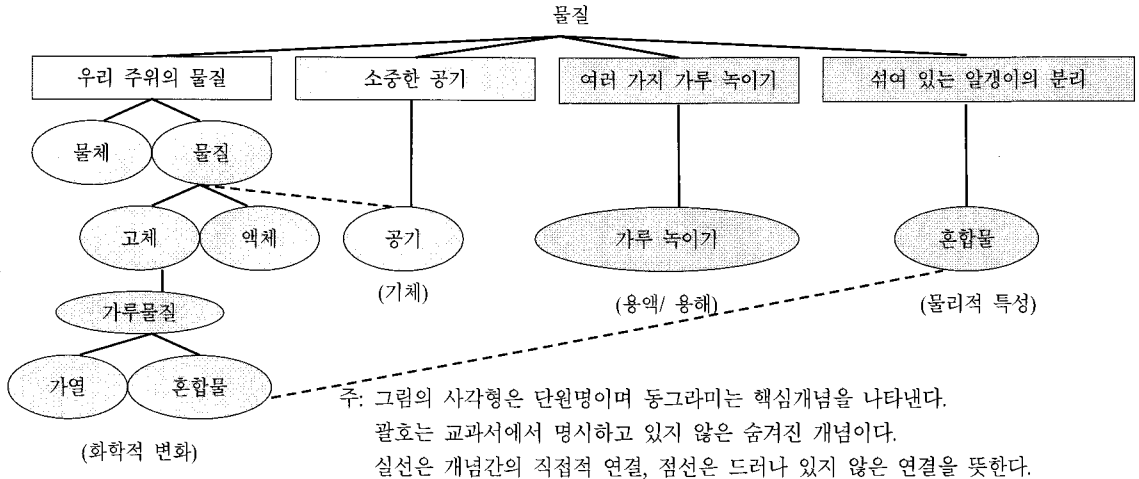 물질
우리 주위의 물질 소중한 공기 여러 가지 가루 녹이기 섞여 있는 알갱이의 분리
물체 물질
고체 액체 공기 가루 녹이기 혼합물
(기체)
(용액/ 용해) (물리적 특성)
가루물질
가열 혼합물
(화학적 변화)
주: 그림의 사각형은 단원명이며 동그라미는 핵심개념을 나타낸다.
괄호는 교과서에서 명시하고 있지 않은 숨겨진 개념이다.
실선은 개념간의 직접적 연결, 점선은 드러나 있지 않은 연결을 뜻한다.